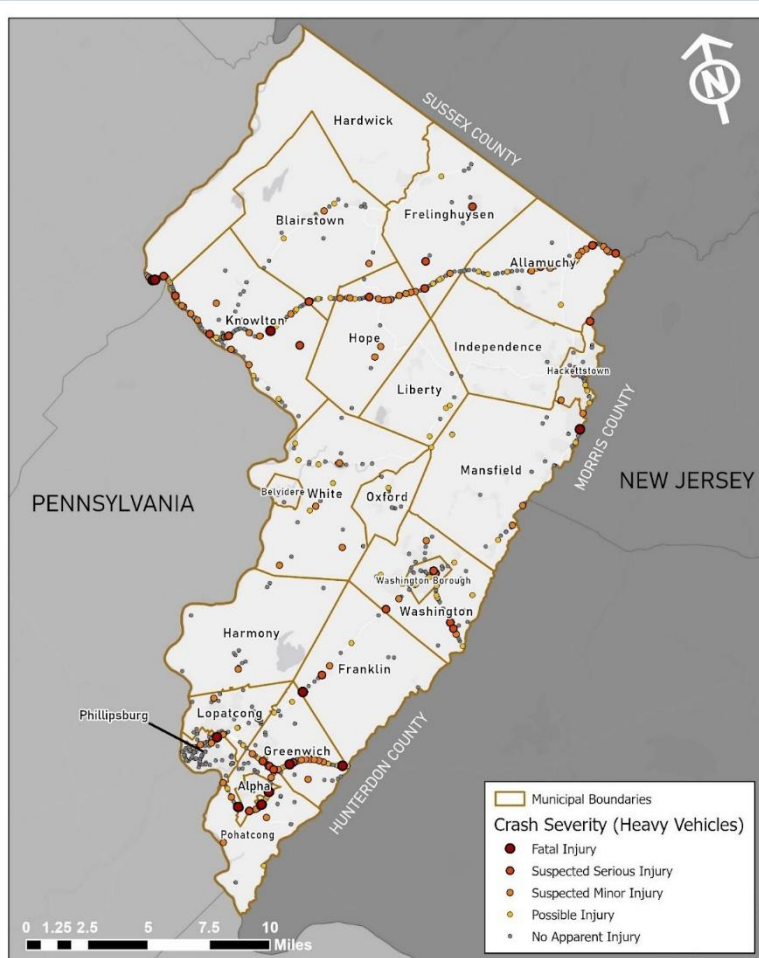 N
SUSSEX COUNTY
Hardwick
Blairstown
Frelinghuysen
Allamuchy
Knowlton
Hope
Independence
Hackettstown
Liberty
MORRIS COUNTY
Mansfield
NEW JERSEY
PENNSYLVANIA
Belvidere
White
Oxford
Washington Borough
Washington
Harmony
Franklin
Phillipsburg
Lopatcong
Greenwich
HUNTERDON COUNTY
Alpha
Pohatcong
Municipal Boundaries
Crash Severity (Heavy Vehicles)
Fatal Injury
Suspected Serious Injury
Suspected Minor Injury
Possible Injury
No Apparent Injury
0 1.25 2.5 5 7.5 10
Miles